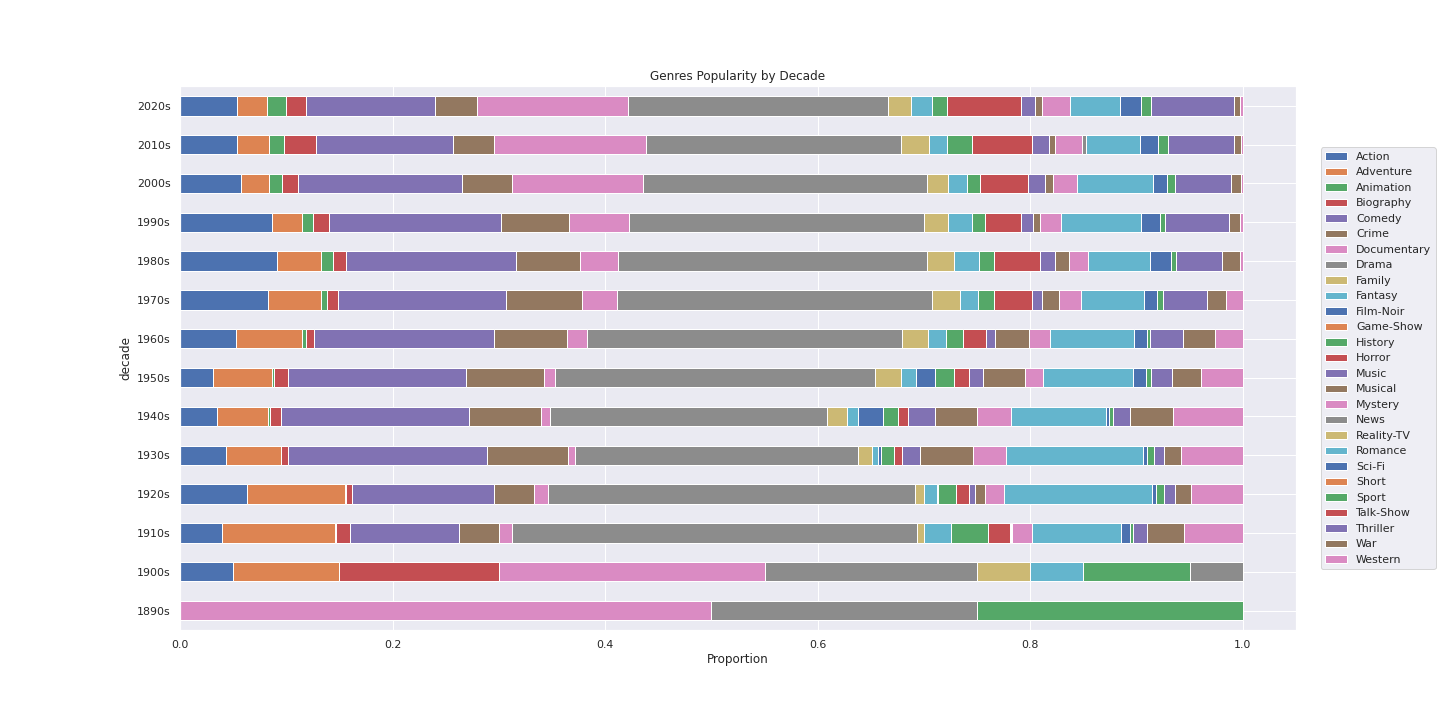 Genres Popularity by Decade
2020s
2010s
2000s
1990s
1980s
1970s
1960s
1950s
1940s
1930s
1920s
1910s
1900s
1890s
decade
0.0 0.2 0.4 0.6 0.8 1.0
Proportion
Action
Adventure
Animation
Biography
Comedy
Crime
Documentary
Drama
Family
Fantasy
Film-Noir
Game-Show
History
Horror
Music
Musical
Mystery
News
Reality-TV
Romance
Sci-Fi
Short
Sport
Talk-Show
Thriller
War
Western